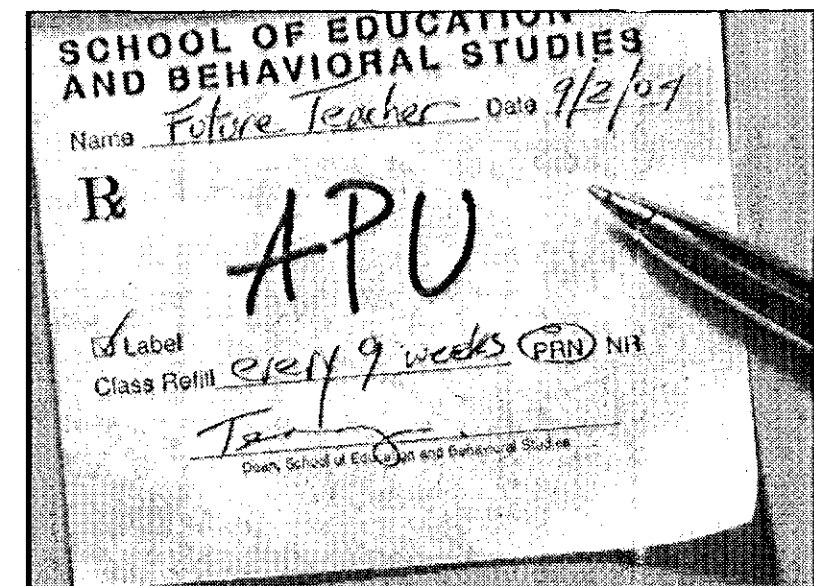 SCHOOL OF EDUCATION
AND BEHAVIORAL STUDIES
Name Future Teacher Date 9/2/04
℞
APU
Label
Class Refill every 9 weeks PRN NR
Dean, School of Education and Behavioral Studies